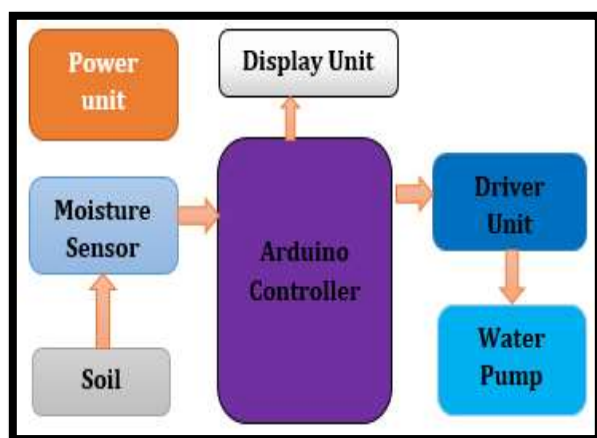 Power
unit
Display Unit
Moisture
Sensor
Arduino
Controller
Driver
Unit
Soil
Water
Pump